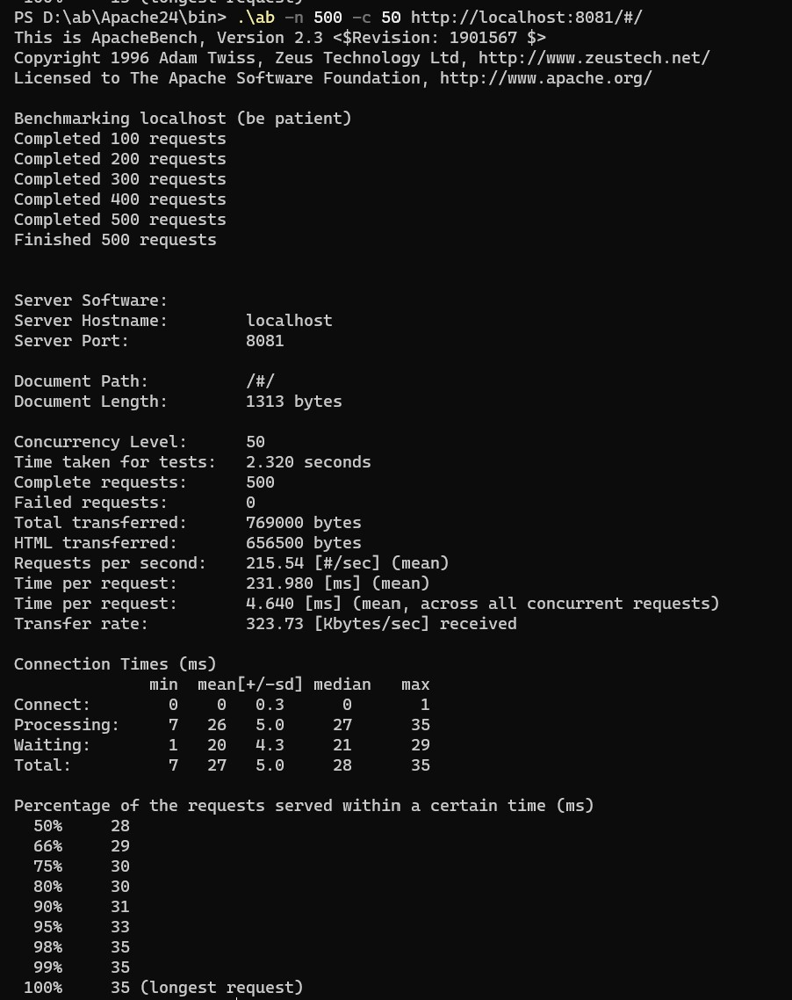 PS D:\ab\Apache24\bin> .\ab -n 500 -c 50 http://localhost:8081/#/
This is ApacheBench, Version 2.3 <$Revision: 1901567 $>
Copyright 1996 Adam Twiss, Zeus Technology Ltd, http://www.zeustech.net/
Licensed to The Apache Software Foundation, http://www.apache.org/

Benchmarking localhost (be patient)
Completed 100 requests
Completed 200 requests
Completed 300 requests
Completed 400 requests
Completed 500 requests
Finished 500 requests


Server Software:
Server Hostname:        localhost
Server Port:            8081

Document Path:          /#/
Document Length:        1313 bytes

Concurrency Level:      50
Time taken for tests:   2.320 seconds
Complete requests:      500
Failed requests:        0
Total transferred:      769000 bytes
HTML transferred:       656500 bytes
Requests per second:    215.54 [#/sec] (mean)
Time per request:       231.980 [ms] (mean)
Time per request:       4.640 [ms] (mean, across all concurrent requests)
Transfer rate:          323.73 [Kbytes/sec] received

Connection Times (ms)
              min  mean[+/-sd] median   max
Connect:        0    0   0.3      0       1
Processing:     7   26   5.0     27      35
Waiting:        1   20   4.3     21      29
Total:          7   27   5.0     28      35

Percentage of the requests served within a certain time (ms)
  50%     28
  66%     29
  75%     30
  80%     30
  90%     31
  95%     33
  98%     35
  99%     35
 100%     35 (longest request)